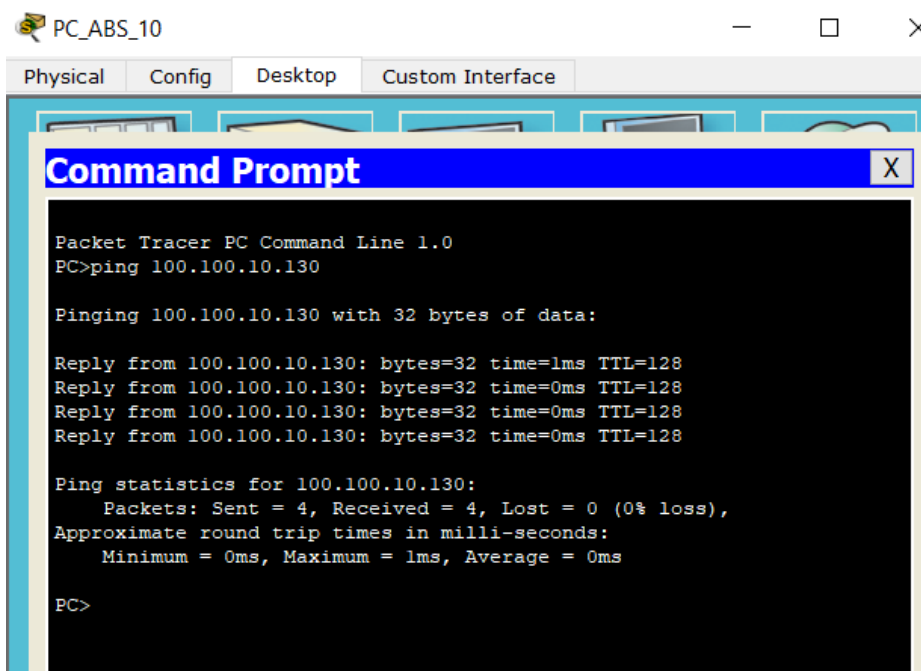 PC_ABS_10
Physical Config Desktop Custom Interface
Command Prompt X
Packet Tracer PC Command Line 1.0
PC>ping 100.100.10.130
Pinging 100.100.10.130 with 32 bytes of data:
Reply from 100.100.10.130: bytes=32 time=1ms TTL=128
Reply from 100.100.10.130: bytes=32 time=0ms TTL=128
Reply from 100.100.10.130: bytes=32 time=0ms TTL=128
Reply from 100.100.10.130: bytes=32 time=0ms TTL=128
Ping statistics for 100.100.10.130:
Packets: Sent = 4, Received = 4, Lost = 0 (0% loss),
Approximate round trip times in milli-seconds:
Minimum = 0ms, Maximum = 1ms, Average = 0ms
PC>